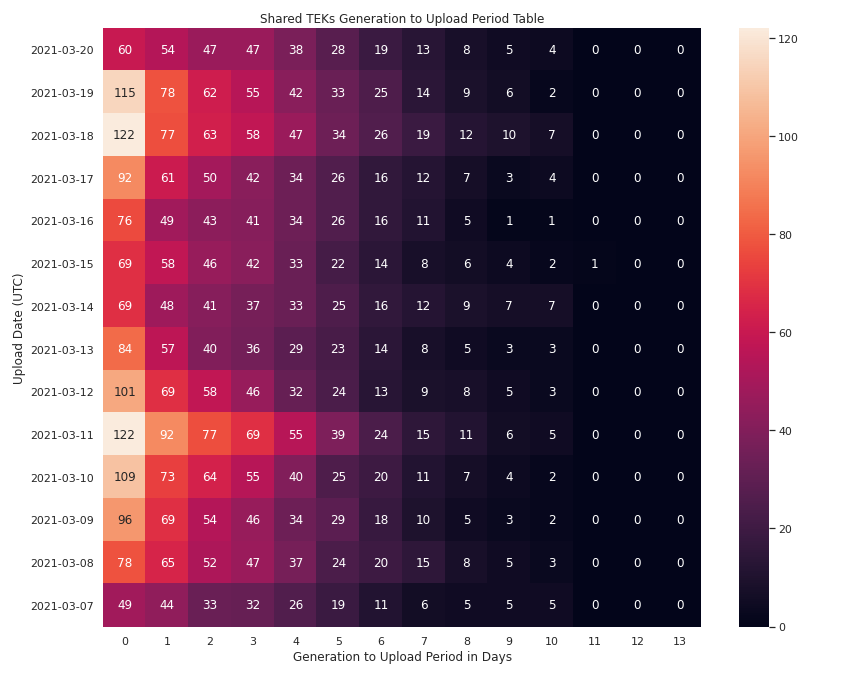 Shared TEKs Generation to Upload Period Table
Upload Date (UTC)
2021-03-20 60 54 47 47 38 28 19 13 8 5 4 0 0 0
2021-03-19 115 78 62 55 42 33 25 14 9 6 2 0 0 0
2021-03-18 122 77 63 58 47 34 26 19 12 10 7 0 0 0
2021-03-17 92 61 50 42 34 26 16 12 7 3 4 0 0 0
2021-03-16 76 49 43 41 34 26 16 11 5 1 1 0 0 0
2021-03-15 69 58 46 42 33 22 14 8 6 4 2 1 0 0
2021-03-14 69 48 41 37 33 25 16 12 9 7 7 0 0 0
2021-03-13 84 57 40 36 29 23 14 8 5 3 3 0 0 0
2021-03-12 101 69 58 46 32 24 13 9 8 5 3 0 0 0
2021-03-11 122 92 77 69 55 39 24 15 11 6 5 0 0 0
2021-03-10 109 73 64 55 40 25 20 11 7 4 2 0 0 0
2021-03-09 96 69 54 46 34 29 18 10 5 3 2 0 0 0
2021-03-08 78 65 52 47 37 24 20 15 8 5 3 0 0 0
2021-03-07 49 44 33 32 26 19 11 6 5 5 5 0 0 0
0 1 2 3 4 5 6 7 8 9 10 11 12 13
Generation to Upload Period in Days
120
100
80
60
40
20
0